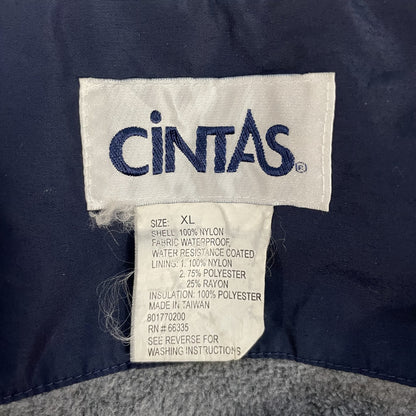 CiNTAS®
SIZE: XL
SHELL: 100% NYLON
FABRIC WATERPROOF,
WATER RESISTANCE COATED
LINING: 1. 100% NYLON
2. 75% POLYESTER
25% RAYON
INSULATION: 100% POLYESTER
MADE IN TAIWAN
801770200
RN # 66335
SEE REVERSE FOR
WASHING INSTRUCTIONS